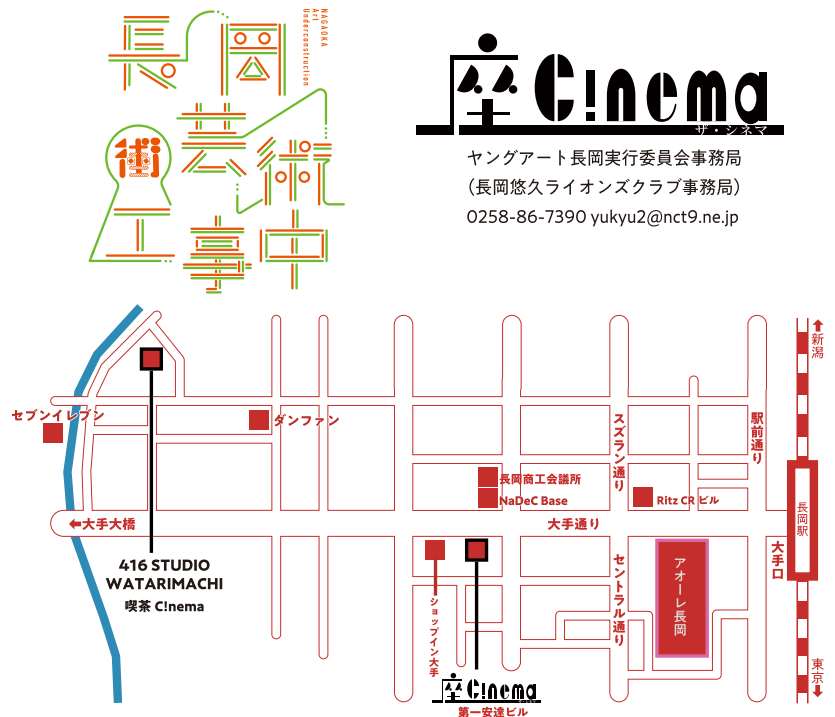 長岡
藝術
工事中
NAGAOKA
Art
Underconstruction
座 C!nema
ザ・シネマ
ヤングアート長岡実行委員会事務局
（長岡悠久ライオンズクラブ事務局）
0258-86-7390 yukyu2@nct9.ne.jp
新潟
セブンイレブン
ダンファン
スズラン通り
駅前通り
長岡商工会議所
NaDeC Base
Ritz CR ビル
長岡駅
←大手大橋
大手通り
大手口
416 STUDIO
WATARIMACHI
喫茶 C!nema
ショップイン大手
セントラル通り
アオーレ長岡
東京
座 C!nema
第一安達ビル